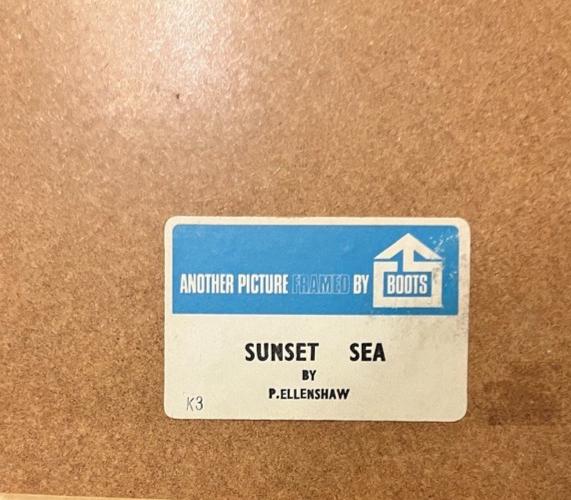 ANOTHER PICTURE FRAMED BY BOOTS
SUNSET SEA
BY
P.ELLENSHAW
K3